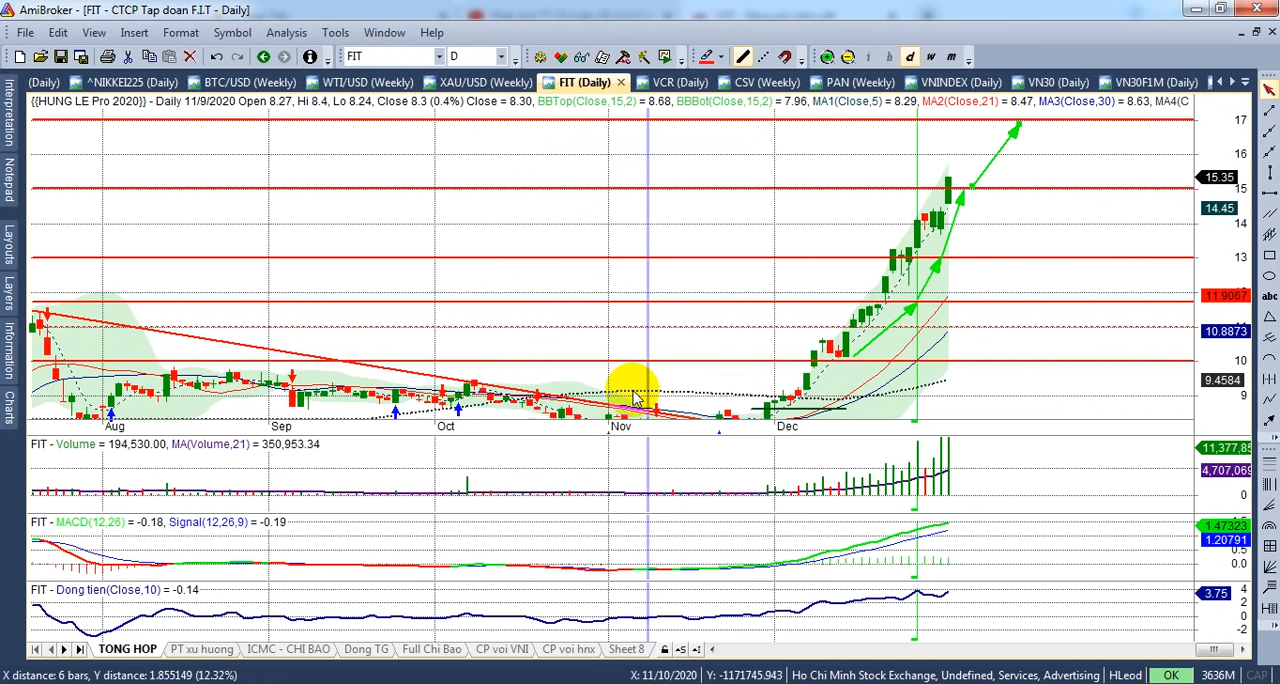 AmiBroker - [FIT - CTCP Tap doan F.I.T - Daily]
File Edit View Insert Format Symbol Analysis Tools Window Help
FIT D i h d w m
(Daily) ^NIKKEI225 (Daily) BTC/USD (Weekly) WTI/USD (Weekly) XAU/USD (Weekly) FIT (Daily) VCR (Daily) CSV (Weekly) PAN (Weekly) VNINDEX (Daily) VN30 (Daily) VN30F1M (Daily)
{{HUNG LE Pro 2020}} - Daily 11/9/2020 Open 8.27, Hi 8.4, Lo 8.24, Close 8.3 (0.4%) Close = 8.30, BBTop(Close,15,2) = 8.68, BBBot(Close,15,2) = 7.96, MA1(Close,5) = 8.29, MA2(Close,21) = 8.47, MA3(Close,30) = 8.63, MA4(C
Interpretation
Notepad
Layouts
Layers
Information
Charts
17
16
15.35
15
14.45
14
13
11.9067
11
10.8873
10
9.4584
9
abc
Aug Sep Oct Nov Dec
FIT - Volume = 194,530.00, MA(Volume,21) = 350,953.34
11,377,85
4,707,069
0
FIT - MACD(12,26) = -0.18, Signal(12,26,9) = -0.19
1.47323
1.20791
0.5
0.0
FIT - Dong tien(Close,10) = -0.14
4
3.75
2
0
-2
TONG HOP PT xu huong ICMC - CHI BAO Dong TG Full Chi Bao CP voi VNI CP voi hnx Sheet 8
X distance: 6 bars, Y distance: 1.855149 (12.32%) X: 11/10/2020 Y: -1171745.943 Ho Chi Minh Stock Exchange, Undefined, Services, Advertising HLeod OK 3636M CAP